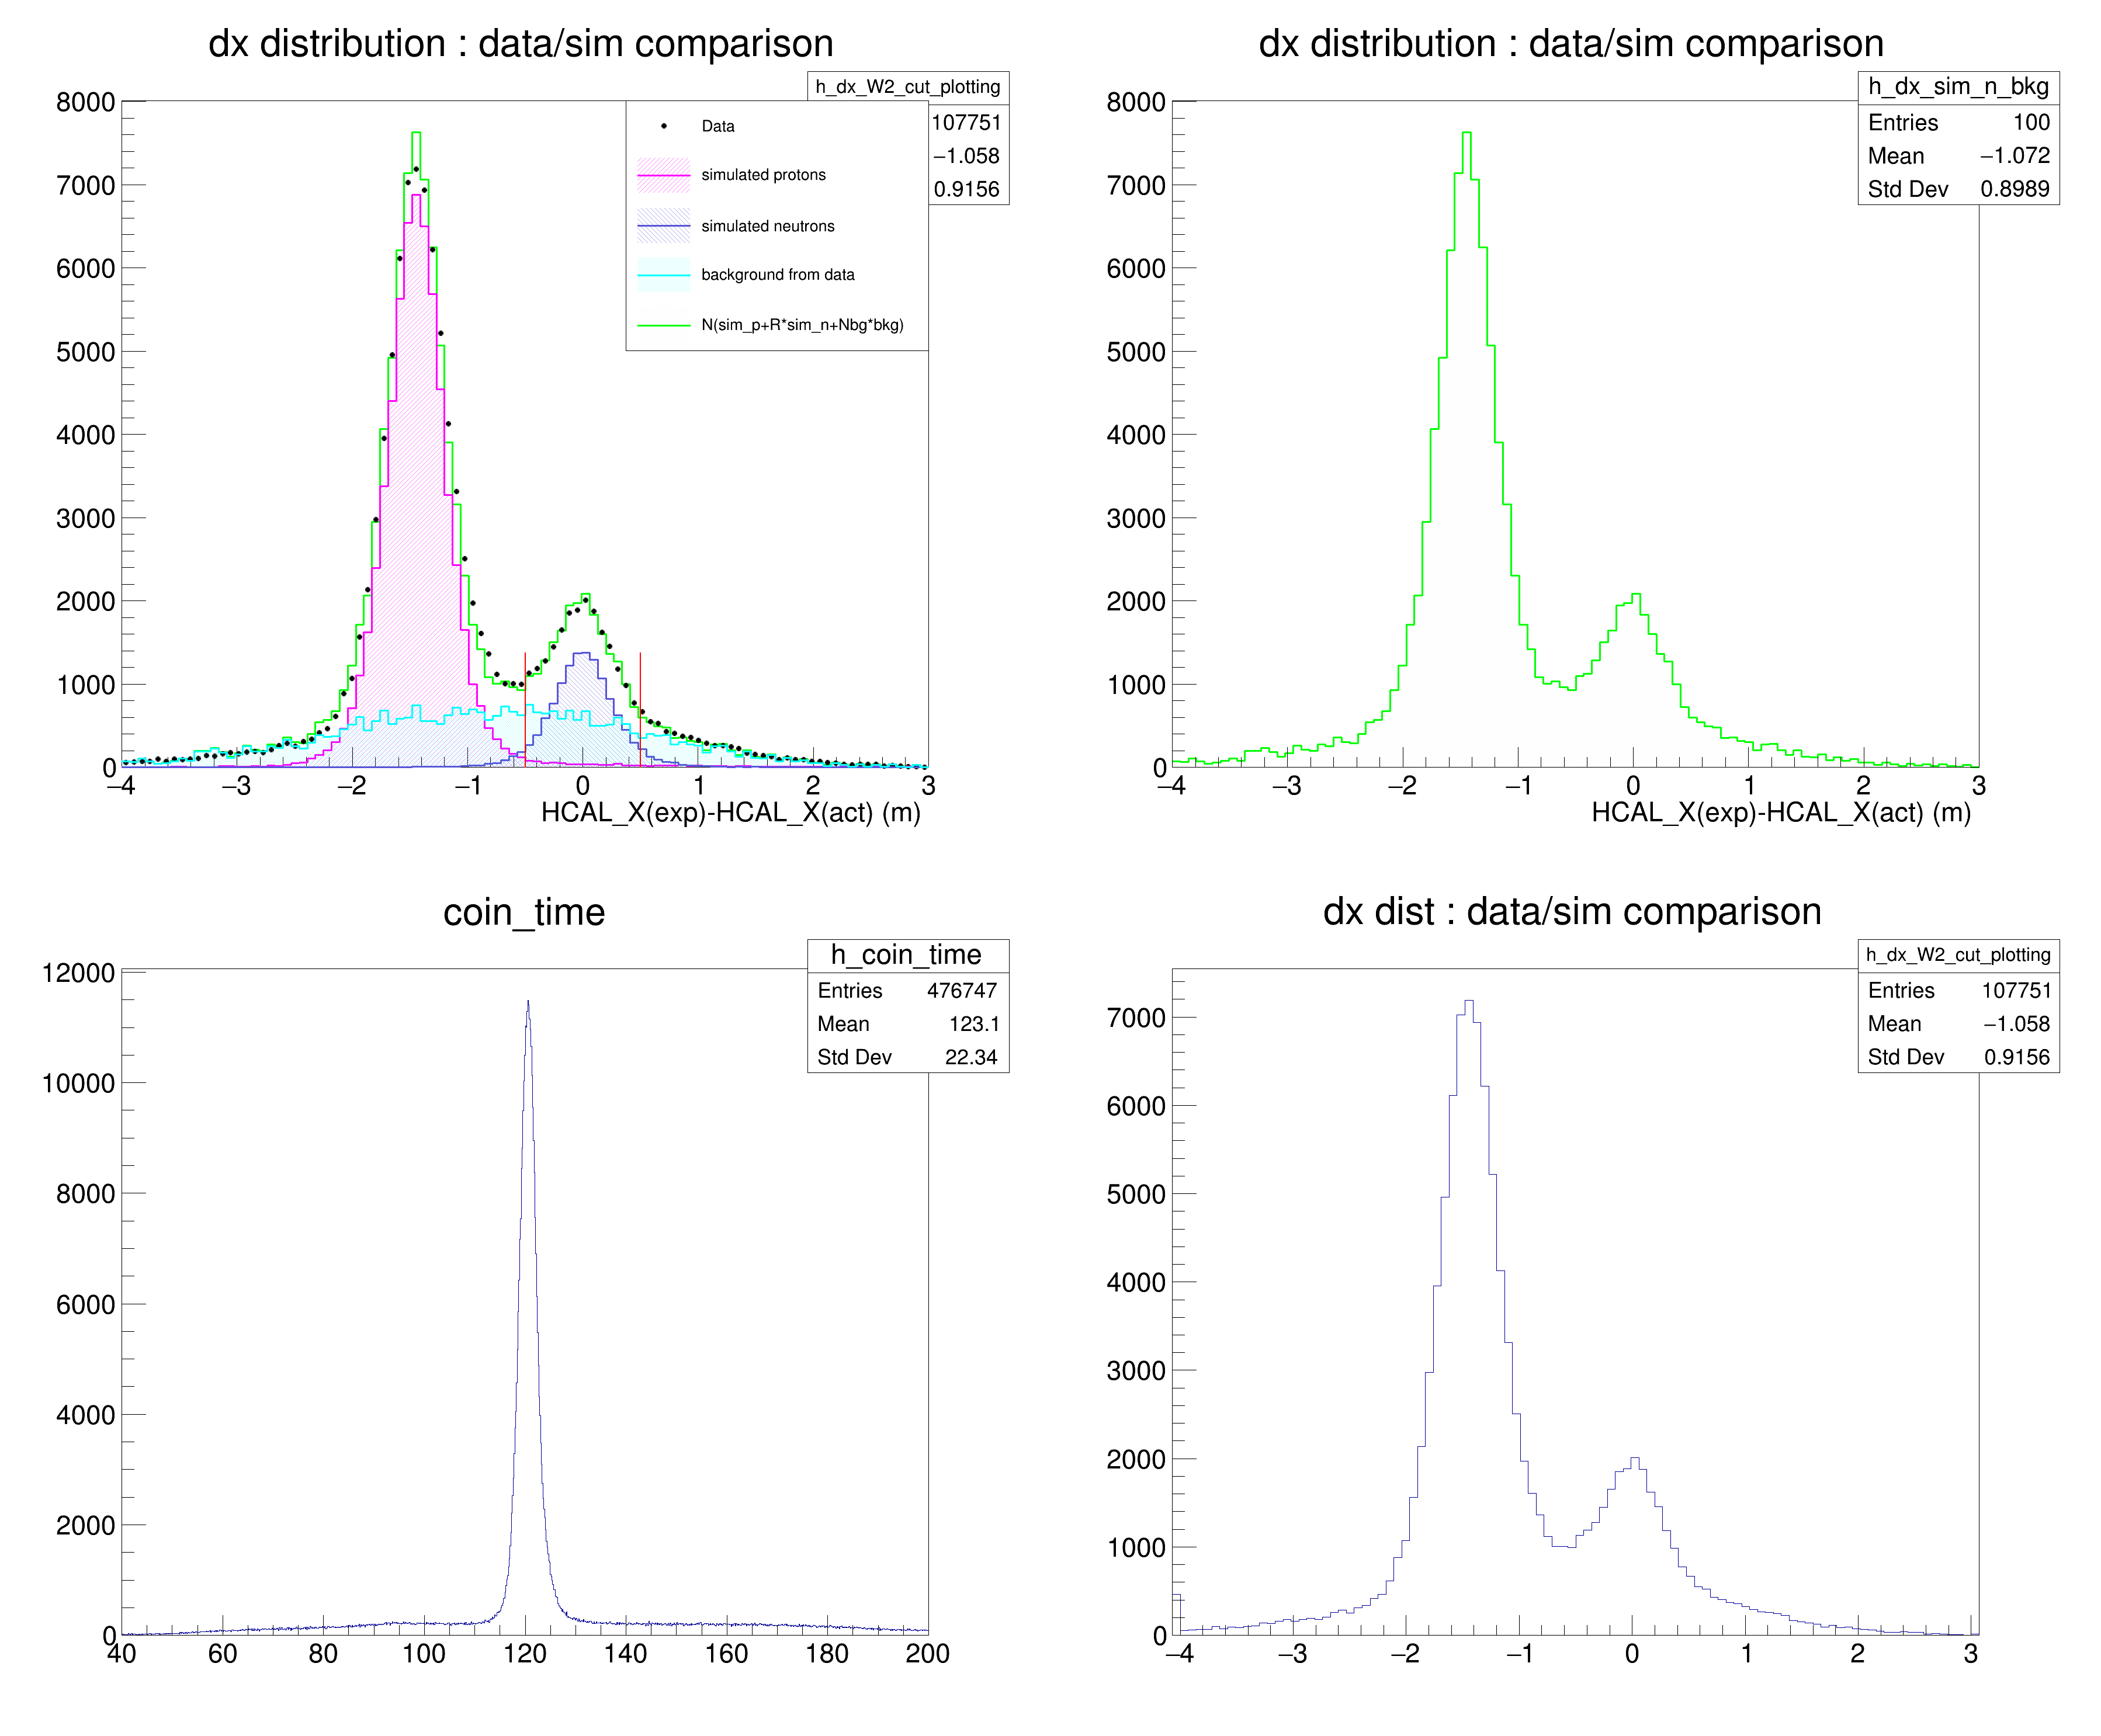 dx distribution : data/sim comparison
h_dx_W2_cut_plotting
107751
−1.058
0.9156
Data
simulated protons
simulated neutrons
background from data
N(sim_p+R*sim_n+Nbg*bkg)
8000
7000
6000
5000
4000
3000
2000
1000
0
−4 −3 −2 −1 0 1 2 3
HCAL_X(exp)-HCAL_X(act) (m)
dx distribution : data/sim comparison
h_dx_sim_n_bkg
Entries 100
Mean −1.072
Std Dev 0.8989
8000
7000
6000
5000
4000
3000
2000
1000
0
−4 −3 −2 −1 0 1 2 3
HCAL_X(exp)-HCAL_X(act) (m)
coin_time
h_coin_time
Entries 476747
Mean 123.1
Std Dev 22.34
12000
10000
8000
6000
4000
2000
0
40 60 80 100 120 140 160 180 200
dx dist : data/sim comparison
h_dx_W2_cut_plotting
Entries 107751
Mean −1.058
Std Dev 0.9156
7000
6000
5000
4000
3000
2000
1000
0
−4 −3 −2 −1 0 1 2 3